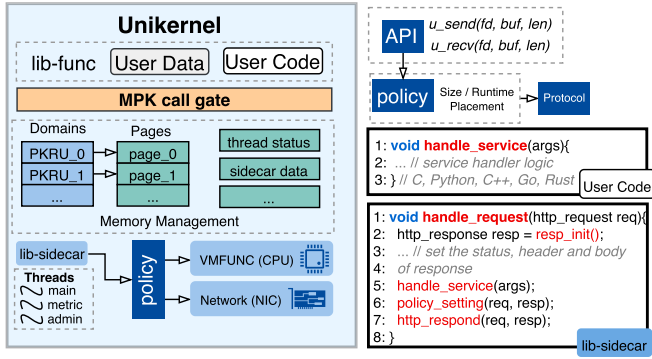 Unikernel
lib-func
User Data
User Code
MPK call gate
Domains
Pages
PKRU_0
page_0
PKRU_1
page_1
...
...
thread status
sidecar data
...
Memory Management
lib-sidecar
Threads
main
metric
admin
policy
VMFUNC (CPU)
Network (NIC)
API
u_send(fd, buf, len)
u_recv(fd, buf, len)
policy
Size / Runtime
Placement
Protocol
1: void handle_service(args){
2: ... // service handler logic
3: } // C, Python, C++, Go, Rust
User Code
1: void handle_request(http_request req){
2: http_response resp = resp_init();
3: ... // set the status, header and body
4: of response
5: handle_service(args);
6: policy_setting(req, resp);
7: http_respond(req, resp);
8: }
lib-sidecar